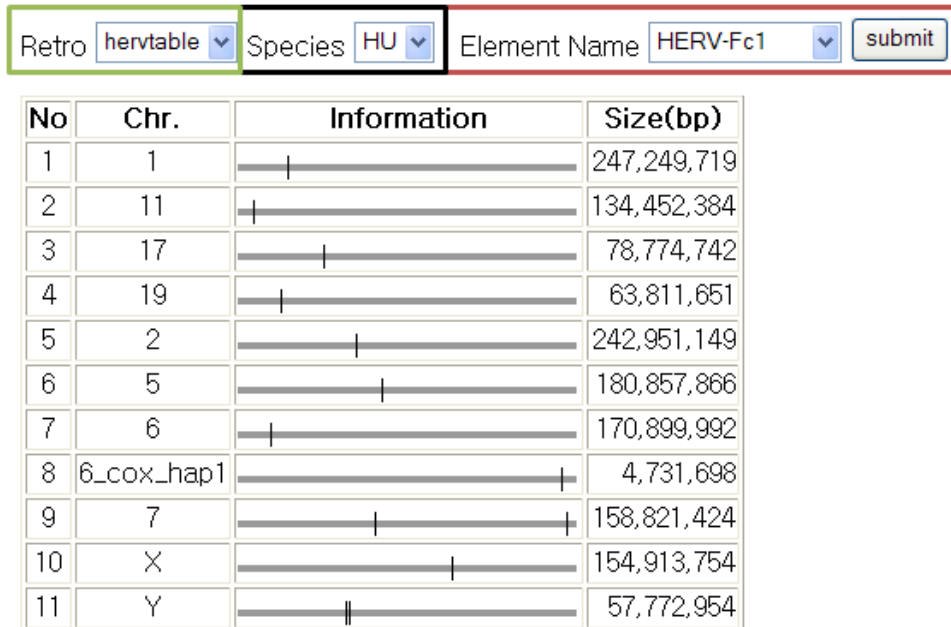 Retro hervtable Species HU Element Name HERV-Fc1 submit
No Chr. Information Size(bp)
1 1 247,249,719
2 11 134,452,384
3 17 78,774,742
4 19 63,811,651
5 2 242,951,149
6 5 180,857,866
7 6 170,899,992
8 6_cox_hap1 4,731,698
9 7 158,821,424
10 X 154,913,754
11 Y 57,772,954